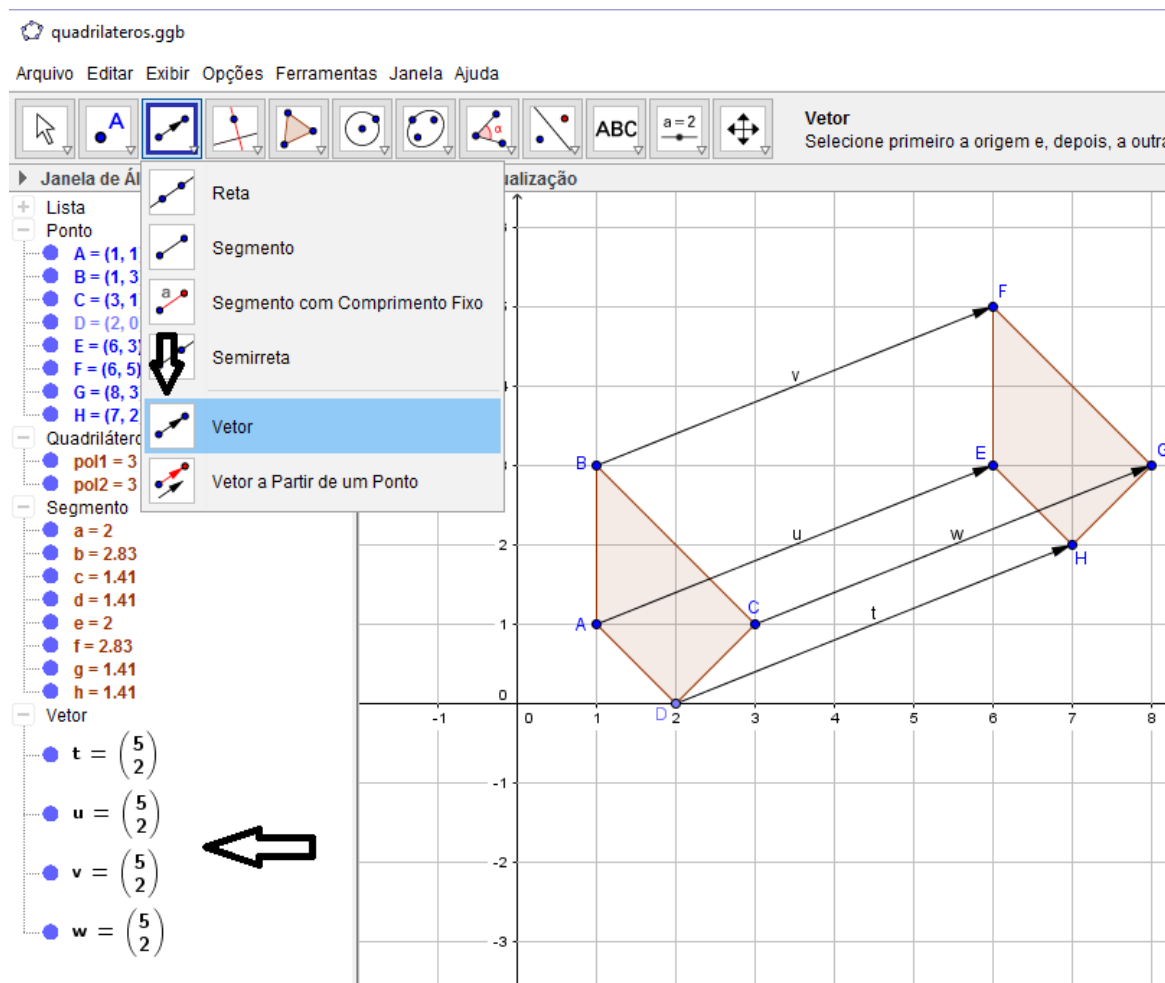 quadrilateros.ggb
Arquivo Editar Exibir Opções Ferramentas Janela Ajuda
A
α
ABC
a=2
Vetor
Selecione primeiro a origem e, depois, a outra
Janela de Ál
ualização
Reta
Segmento
a
Segmento com Comprimento Fixo
Semirreta
Vetor
Vetor a Partir de um Ponto
Lista
Ponto
A = (1, 1
B = (1, 3
C = (3, 1
D = (2, 0
E = (6, 3)
F = (6, 5)
G = (8, 3
H = (7, 2
Quadrilátero
pol1 = 3
pol2 = 3
Segmento
a = 2
b = 2.83
c = 1.41
d = 1.41
e = 2
f = 2.83
g = 1.41
h = 1.41
Vetor
t = (5 2)
u = (5 2)
v = (5 2)
w = (5 2)
F
v
B
E
G
u
w
2
H
C
t
A
1
0
D
-1 0 1 2 3 4 5 6 7 8
-1
-2
-3